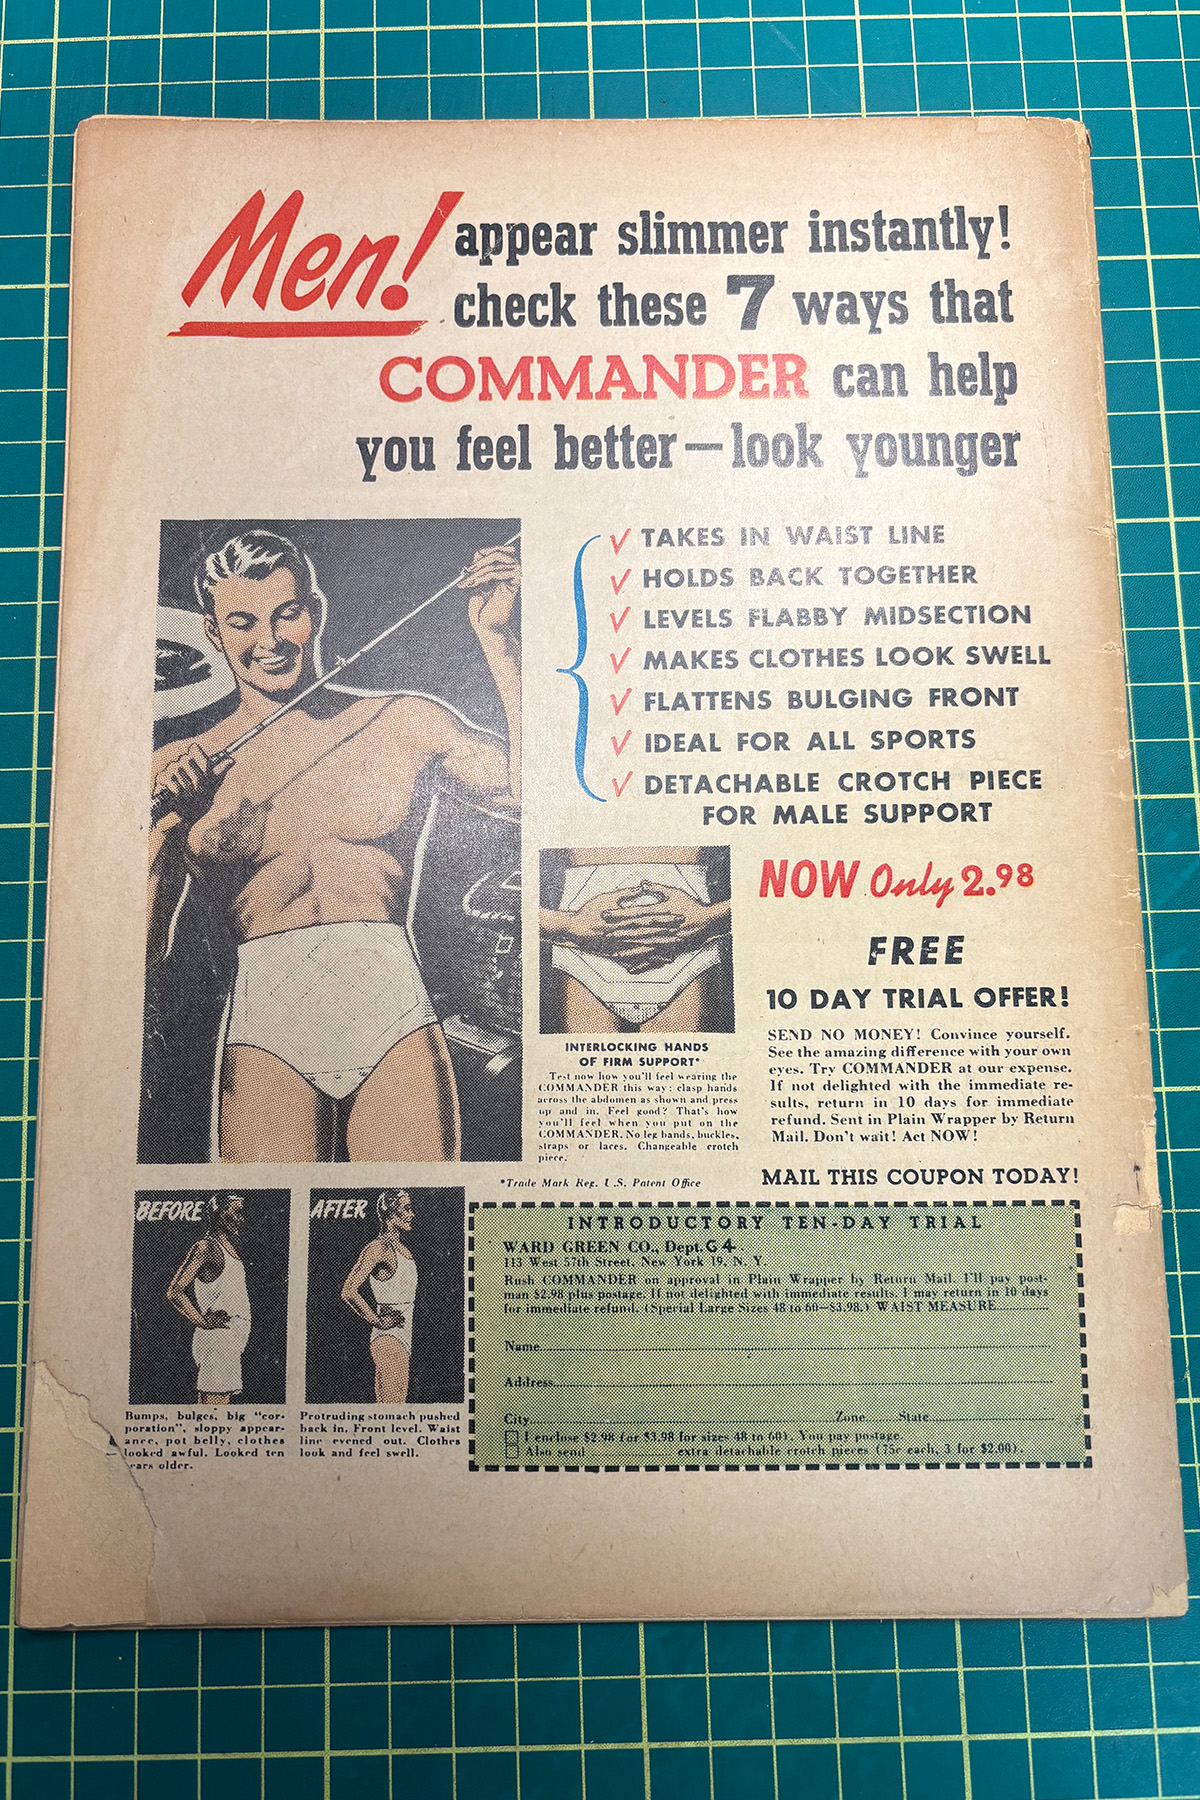 Men! appear slimmer instantly!
check these 7 ways that
COMMANDER can help
you feel better—look younger
✓ TAKES IN WAIST LINE
✓ HOLDS BACK TOGETHER
✓ LEVELS FLABBY MIDSECTION
✓ MAKES CLOTHES LOOK SWELL
✓ FLATTENS BULGING FRONT
✓ IDEAL FOR ALL SPORTS
✓ DETACHABLE CROTCH PIECE
FOR MALE SUPPORT
INTERLOCKING HANDS
OF FIRM SUPPORT*
Test now how you'll feel wearing the
COMMANDER this way: clasp hands
across the abdomen as shown and press
up and in. Feel good? That's how
you'll feel when you put on the
COMMANDER. No leg bands, buckles,
straps or laces. Changeable crotch
piece.
*Trade Mark Reg. U.S. Patent Office
NOW Only 2.98
FREE
10 DAY TRIAL OFFER!
SEND NO MONEY! Convince yourself.
See the amazing difference with your own
eyes. Try COMMANDER at our expense.
If not delighted with the immediate re-
sults, return in 10 days for immediate
refund. Sent in Plain Wrapper by Return
Mail. Don't wait! Act NOW!
MAIL THIS COUPON TODAY!
BEFORE
Bumps, bulges, big "cor-
poration", sloppy appear-
ance, pot belly, clothes
looked awful. Looked ten
ears older.
AFTER
Protruding stomach pushed
back in. Front level. Waist
line evened out. Clothes
look and feel swell.
INTRODUCTORY TEN-DAY TRIAL
WARD GREEN CO., Dept. G4.
113 West 57th Street, New York 19, N. Y.
Rush COMMANDER on approval in Plain Wrapper by Return Mail. I'll pay post-
man $2.98 plus postage. If not delighted with immediate results, I may return in 10 days
for immediate refund. (Special Large Sizes 48 to 60—$3.98.) WAIST MEASURE
Name
Address
City Zone State
I enclose $2.98 (or $3.98 for sizes 48 to 60). You pay postage.
Also send extra detachable crotch pieces (75c each, 3 for $2.00).